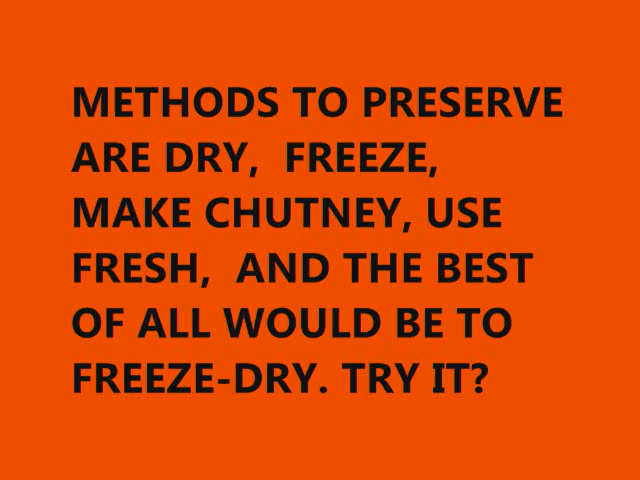 METHODS TO PRESERVE
ARE DRY,  FREEZE,
MAKE CHUTNEY, USE
FRESH,  AND THE BEST
OF ALL WOULD BE TO
FREEZE-DRY. TRY IT?